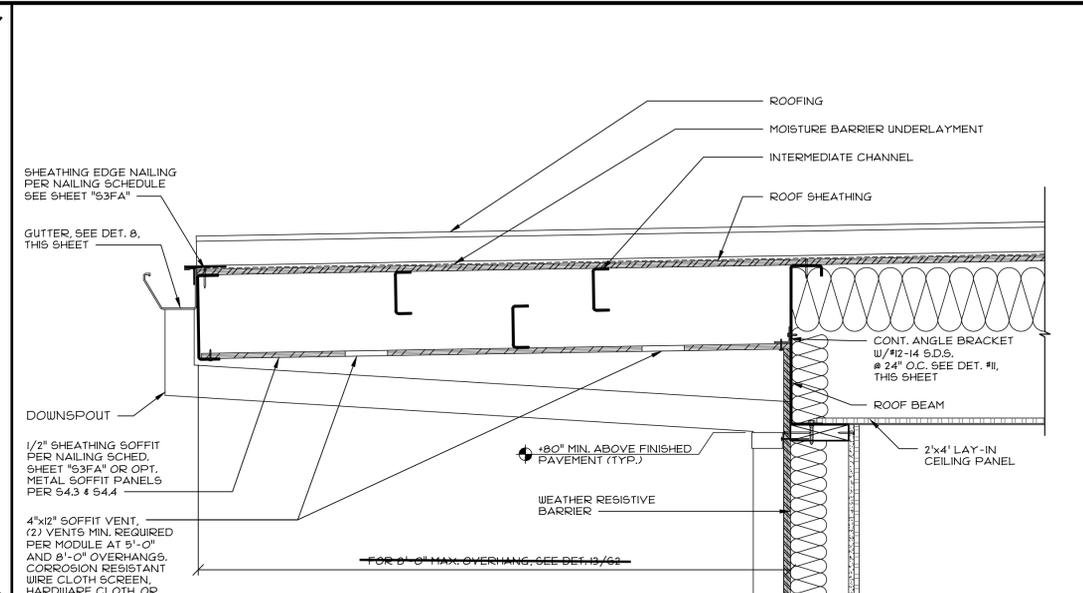 ROOFING
MOISTURE BARRIER UNDERLAYMENT
INTERMEDIATE CHANNEL
ROOF SHEATHING
SHEATHING EDGE NAILING
PER NAILING SCHEDULE
SEE SHEET "S3FA"
GUTTER, SEE DET. 8,
THIS SHEET
CONT. ANGLE BRACKET
W/#12-14 S.D.S.
@ 24" O.C. SEE DET. #11,
THIS SHEET
ROOF BEAM
2'x4' LAY-IN
CEILING PANEL
DOWNSPOUT
1/2" SHEATHING SOFFIT
PER NAILING SCHED.
SHEET "S3FA" OR OPT.
METAL SOFFIT PANELS
PER S4.3 & S4.4
+80" MIN. ABOVE FINISHED
PAVEMENT (TYP.)
WEATHER RESISTIVE
BARRIER
4"x12" SOFFIT VENT,
(2) VENTS MIN. REQUIRED
PER MODULE AT 5'-0"
AND 8'-0" OVERHANGS.
CORROSION RESISTANT
WIRE CLOTH SCREEN,
HARDWARE CLOTH, OR
MAX. OVERHANG, SEE DET. 13/G2